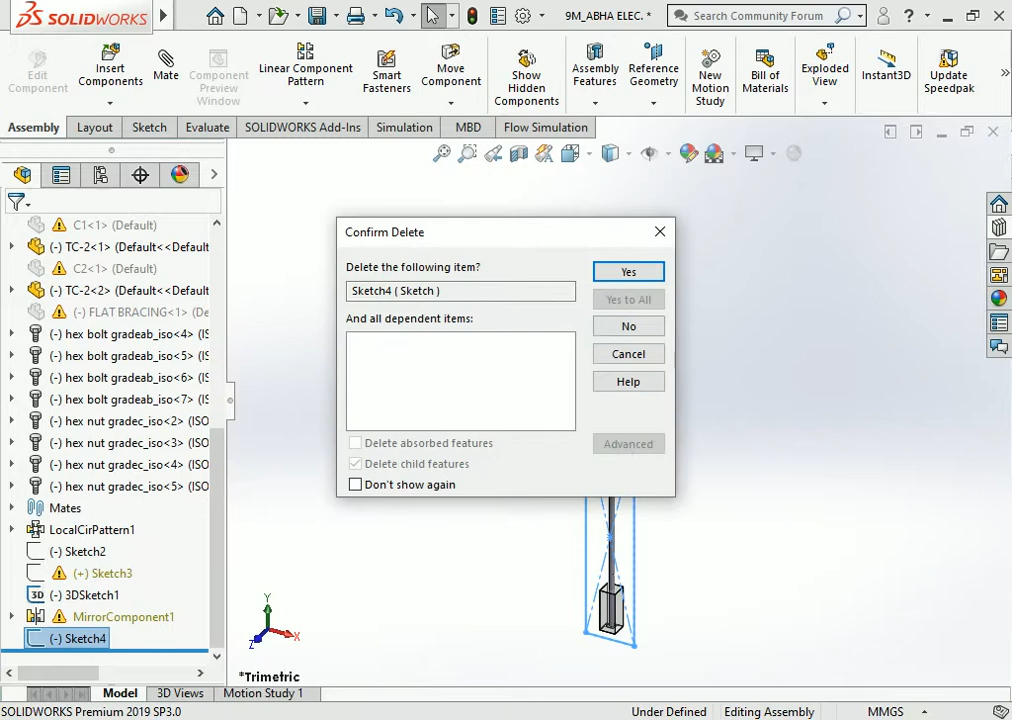 SOLIDWORKS
9M_ABHA ELEC. *
Search Community Forum
?
Edit
Component
Insert
Components
Mate
Component
Preview
Window
Linear Component
Pattern
Smart
Fasteners
Move
Component
Show
Hidden
Components
Assembly
Features
Reference
Geometry
New
Motion
Study
Bill of
Materials
Exploded
View
Instant3D
Update
Speedpak
Assembly
Layout
Sketch
Evaluate
SOLIDWORKS Add-Ins
Simulation
MBD
Flow Simulation
C1<1> (Default)
(-) TC-2<1> (Default<<Default
C2<1> (Default)
(-) TC-2<2> (Default<<Default
(-) FLAT BRACING<1> (De
(-) hex bolt gradeab_iso<4> (IS
(-) hex bolt gradeab_iso<5> (IS
(-) hex bolt gradeab_iso<6> (IS
(-) hex bolt gradeab_iso<7> (IS
(-) hex nut gradec_iso<2> (ISO
(-) hex nut gradec_iso<3> (ISO
(-) hex nut gradec_iso<4> (ISO
(-) hex nut gradec_iso<5> (ISO
Mates
LocalCirPattern1
(-) Sketch2
(+) Sketch3
3D (-) 3DSketch1
MirrorComponent1
(-) Sketch4
Confirm Delete
Delete the following item?
Sketch4 ( Sketch )
And all dependent items:
Delete absorbed features
Delete child features
Don't show again
Yes
Yes to All
No
Cancel
Help
Advanced
Y
X
Z
*Trimetric
Model
3D Views
Motion Study 1
SOLIDWORKS Premium 2019 SP3.0
Under Defined
Editing Assembly
MMGS